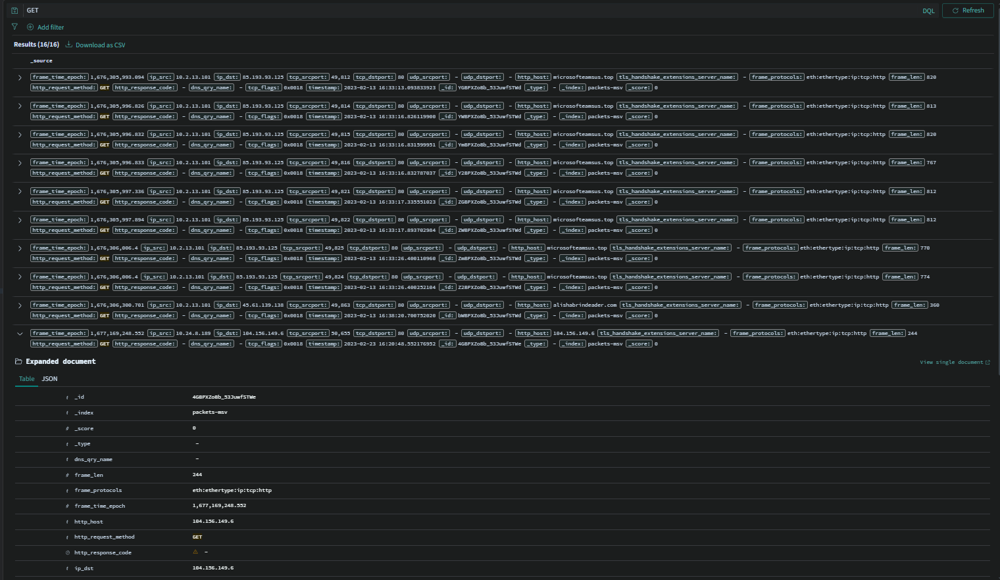 GET
DQL
Refresh
Add filter
Results (16/16) Download as CSV
_source
frame_time_epoch: 1,676,305,993.094 ip_src: 10.2.13.101 ip_dst: 85.193.93.125 tcp_srcport: 49,812 tcp_dstport: 80 udp_srcport: - udp_dstport: - http_host: microsofteamsus.top tls_handshake_extensions_server_name: - frame_protocols: eth:ethertype:ip:tcp:http frame_len: 820
http_request_method: GET http_response_code: - dns_qry_name: - tcp_flags: 0x0018 timestamp: 2023-02-13 16:33:13.093833923 _id: YGBPXZoBb_53JuwfSTWd _type: - _index: packets-msv _score: 0
frame_time_epoch: 1,676,305,996.826 ip_src: 10.2.13.101 ip_dst: 85.193.93.125 tcp_srcport: 49,814 tcp_dstport: 80 udp_srcport: - udp_dstport: - http_host: microsofteamsus.top tls_handshake_extensions_server_name: - frame_protocols: eth:ethertype:ip:tcp:http frame_len: 813
http_request_method: GET http_response_code: - dns_qry_name: - tcp_flags: 0x0018 timestamp: 2023-02-13 16:33:16.826119900 _id: YWBPXZoBb_53JuwfSTWd _type: - _index: packets-msv _score: 0
frame_time_epoch: 1,676,305,996.832 ip_src: 10.2.13.101 ip_dst: 85.193.93.125 tcp_srcport: 49,815 tcp_dstport: 80 udp_srcport: - udp_dstport: - http_host: microsofteamsus.top tls_handshake_extensions_server_name: - frame_protocols: eth:ethertype:ip:tcp:http frame_len: 820
http_request_method: GET http_response_code: - dns_qry_name: - tcp_flags: 0x0018 timestamp: 2023-02-13 16:33:16.831599951 _id: YmBPXZoBb_53JuwfSTWd _type: - _index: packets-msv _score: 0
frame_time_epoch: 1,676,305,996.833 ip_src: 10.2.13.101 ip_dst: 85.193.93.125 tcp_srcport: 49,816 tcp_dstport: 80 udp_srcport: - udp_dstport: - http_host: microsofteamsus.top tls_handshake_extensions_server_name: - frame_protocols: eth:ethertype:ip:tcp:http frame_len: 767
http_request_method: GET http_response_code: - dns_qry_name: - tcp_flags: 0x0018 timestamp: 2023-02-13 16:33:16.832787037 _id: Y2BPXZoBb_53JuwfSTWd _type: - _index: packets-msv _score: 0
frame_time_epoch: 1,676,305,997.336 ip_src: 10.2.13.101 ip_dst: 85.193.93.125 tcp_srcport: 49,821 tcp_dstport: 80 udp_srcport: - udp_dstport: - http_host: microsofteamsus.top tls_handshake_extensions_server_name: - frame_protocols: eth:ethertype:ip:tcp:http frame_len: 812
http_request_method: GET http_response_code: - dns_qry_name: - tcp_flags: 0x0018 timestamp: 2023-02-13 16:33:17.335551023 _id: ZGBPXZoBb_53JuwfSTWd _type: - _index: packets-msv _score: 0
frame_time_epoch: 1,676,305,997.894 ip_src: 10.2.13.101 ip_dst: 85.193.93.125 tcp_srcport: 49,822 tcp_dstport: 80 udp_srcport: - udp_dstport: - http_host: microsofteamsus.top tls_handshake_extensions_server_name: - frame_protocols: eth:ethertype:ip:tcp:http frame_len: 812
http_request_method: GET http_response_code: - dns_qry_name: - tcp_flags: 0x0018 timestamp: 2023-02-13 16:33:17.893702984 _id: ZWBPXZoBb_53JuwfSTWd _type: - _index: packets-msv _score: 0
frame_time_epoch: 1,676,306,006.4 ip_src: 10.2.13.101 ip_dst: 85.193.93.125 tcp_srcport: 49,825 tcp_dstport: 80 udp_srcport: - udp_dstport: - http_host: microsofteamsus.top tls_handshake_extensions_server_name: - frame_protocols: eth:ethertype:ip:tcp:http frame_len: 770
http_request_method: GET http_response_code: - dns_qry_name: - tcp_flags: 0x0018 timestamp: 2023-02-13 16:33:26.400110960 _id: ZmBPXZoBb_53JuwfSTWd _type: - _index: packets-msv _score: 0
frame_time_epoch: 1,676,306,006.4 ip_src: 10.2.13.101 ip_dst: 85.193.93.125 tcp_srcport: 49,824 tcp_dstport: 80 udp_srcport: - udp_dstport: - http_host: microsofteamsus.top tls_handshake_extensions_server_name: - frame_protocols: eth:ethertype:ip:tcp:http frame_len: 774
http_request_method: GET http_response_code: - dns_qry_name: - tcp_flags: 0x0018 timestamp: 2023-02-13 16:33:26.400252104 _id: Z2BPXZoBb_53JuwfSTWd _type: - _index: packets-msv _score: 0
frame_time_epoch: 1,676,306,300.701 ip_src: 10.2.13.101 ip_dst: 45.61.139.138 tcp_srcport: 49,863 tcp_dstport: 80 udp_srcport: - udp_dstport: - http_host: alishabrindeader.com tls_handshake_extensions_server_name: - frame_protocols: eth:ethertype:ip:tcp:http frame_len: 360
http_request_method: GET http_response_code: - dns_qry_name: - tcp_flags: 0x0018 timestamp: 2023-02-13 16:38:20.700752020 _id: bWBPXZoBb_53JuwfSTWd _type: - _index: packets-msv _score: 0
frame_time_epoch: 1,677,169,248.552 ip_src: 10.24.8.189 ip_dst: 104.156.149.6 tcp_srcport: 50,655 tcp_dstport: 80 udp_srcport: - udp_dstport: - http_host: 104.156.149.6 tls_handshake_extensions_server_name: - frame_protocols: eth:ethertype:ip:tcp:http frame_len: 244
http_request_method: GET http_response_code: - dns_qry_name: - tcp_flags: 0x0018 timestamp: 2023-02-23 16:20:48.552176952 _id: 4GBPXZoBb_53JuwfSTWe _type: - _index: packets-msv _score: 0
Expanded document
View single document
Table JSON
t _id 4GBPXZoBb_53JuwfSTWe
t _index packets-msv
# _score 0
t _type -
t dns_qry_name -
# frame_len 244
t frame_protocols eth:ethertype:ip:tcp:http
# frame_time_epoch 1,677,169,248.552
t http_host 104.156.149.6
t http_request_method GET
http_response_code -
t ip_dst 104.156.149.6